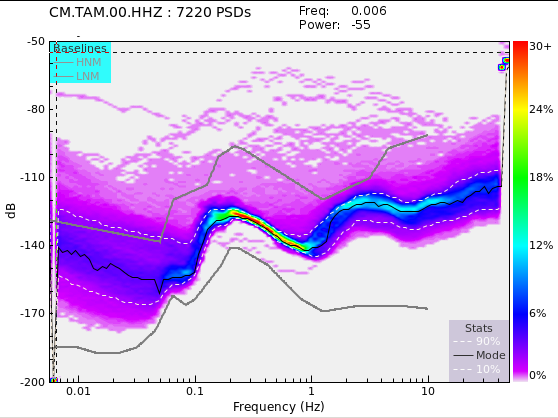 CM.TAM.00.HHZ : 7220 PSDs
Freq: 0.006
Power: -55
-50
-80
-110
-140
-170
-200
dB
Baselines
HNM
LNM
30+
24%
18%
12%
6%
0%
Stats
90%
Mode
10%
0.01
0.1
1
10
Frequency (Hz)